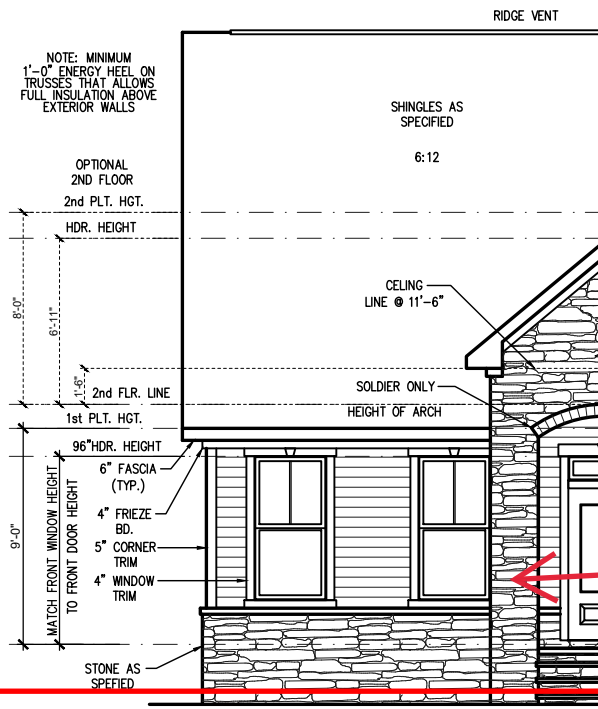 RIDGE VENT
NOTE: MINIMUM
1'-0" ENERGY HEEL ON
TRUSSES THAT ALLOWS
FULL INSULATION ABOVE
EXTERIOR WALLS
SHINGLES AS
SPECIFIED
6:12
OPTIONAL
2ND FLOOR
2nd PLT. HGT.
HDR. HEIGHT
8'-0"
6'-11"
CELING
LINE @ 11'-6"
1'-6"
2nd FLR. LINE
SOLDIER ONLY
HEIGHT OF ARCH
1st PLT. HGT.
96"HDR. HEIGHT
6" FASCIA
(TYP.)
4" FRIEZE
BD.
5" CORNER
TRIM
4" WINDOW
TRIM
9'-0"
MATCH FRONT WINDOW HEIGHT
TO FRONT DOOR HEIGHT
STONE AS
SPEFIED